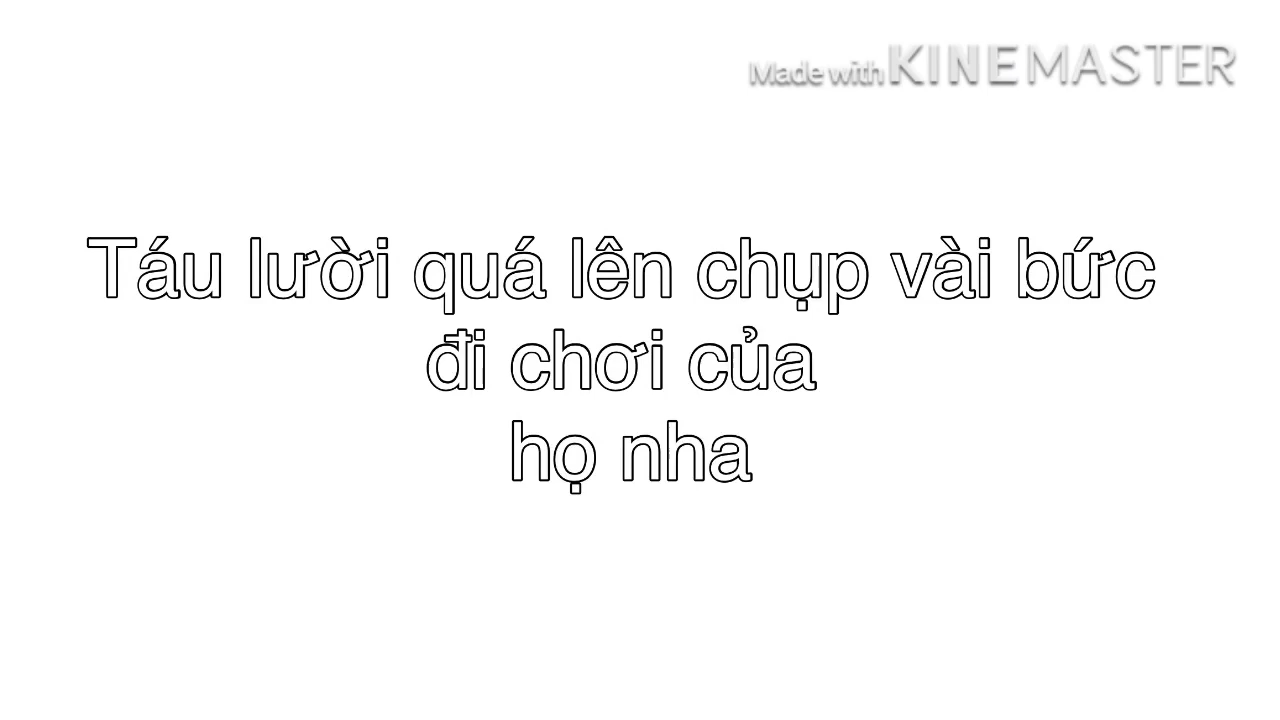 Made with KINEMASTER
Táu lười quá lên chụp vài bức
đi chơi của
họ nha